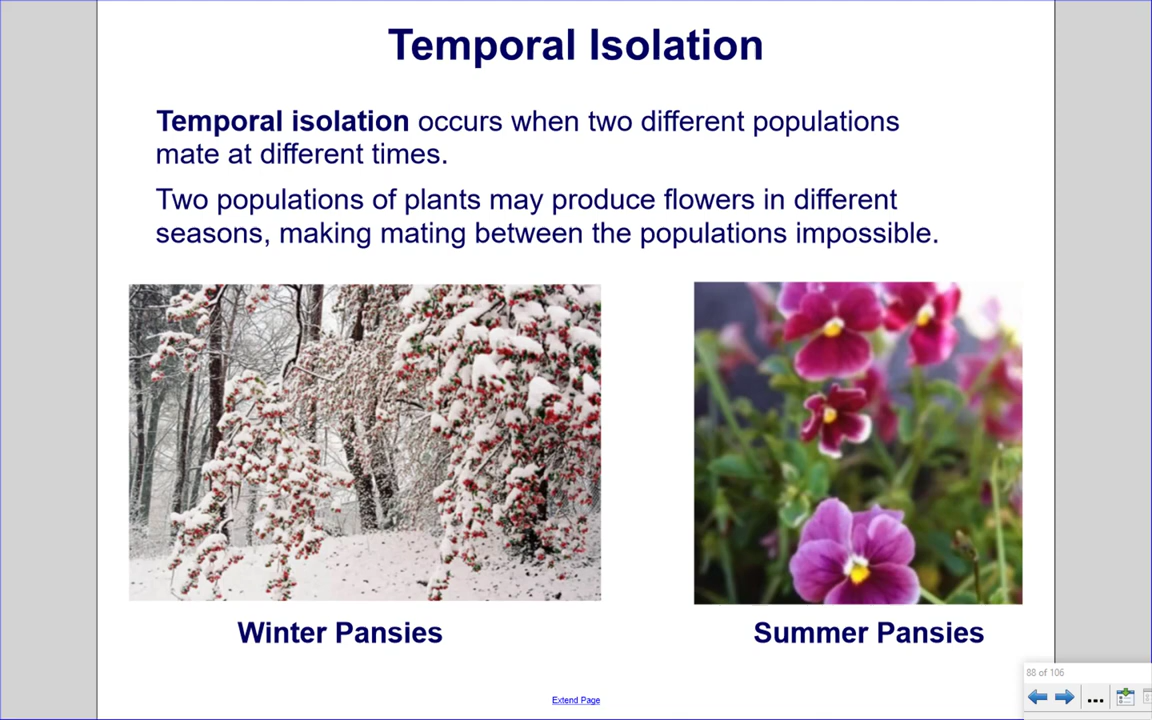 Temporal Isolation
Temporal isolation occurs when two different populations
mate at different times.
Two populations of plants may produce flowers in different
seasons, making mating between the populations impossible.
Winter Pansies
Summer Pansies
88 of 106
Extend Page